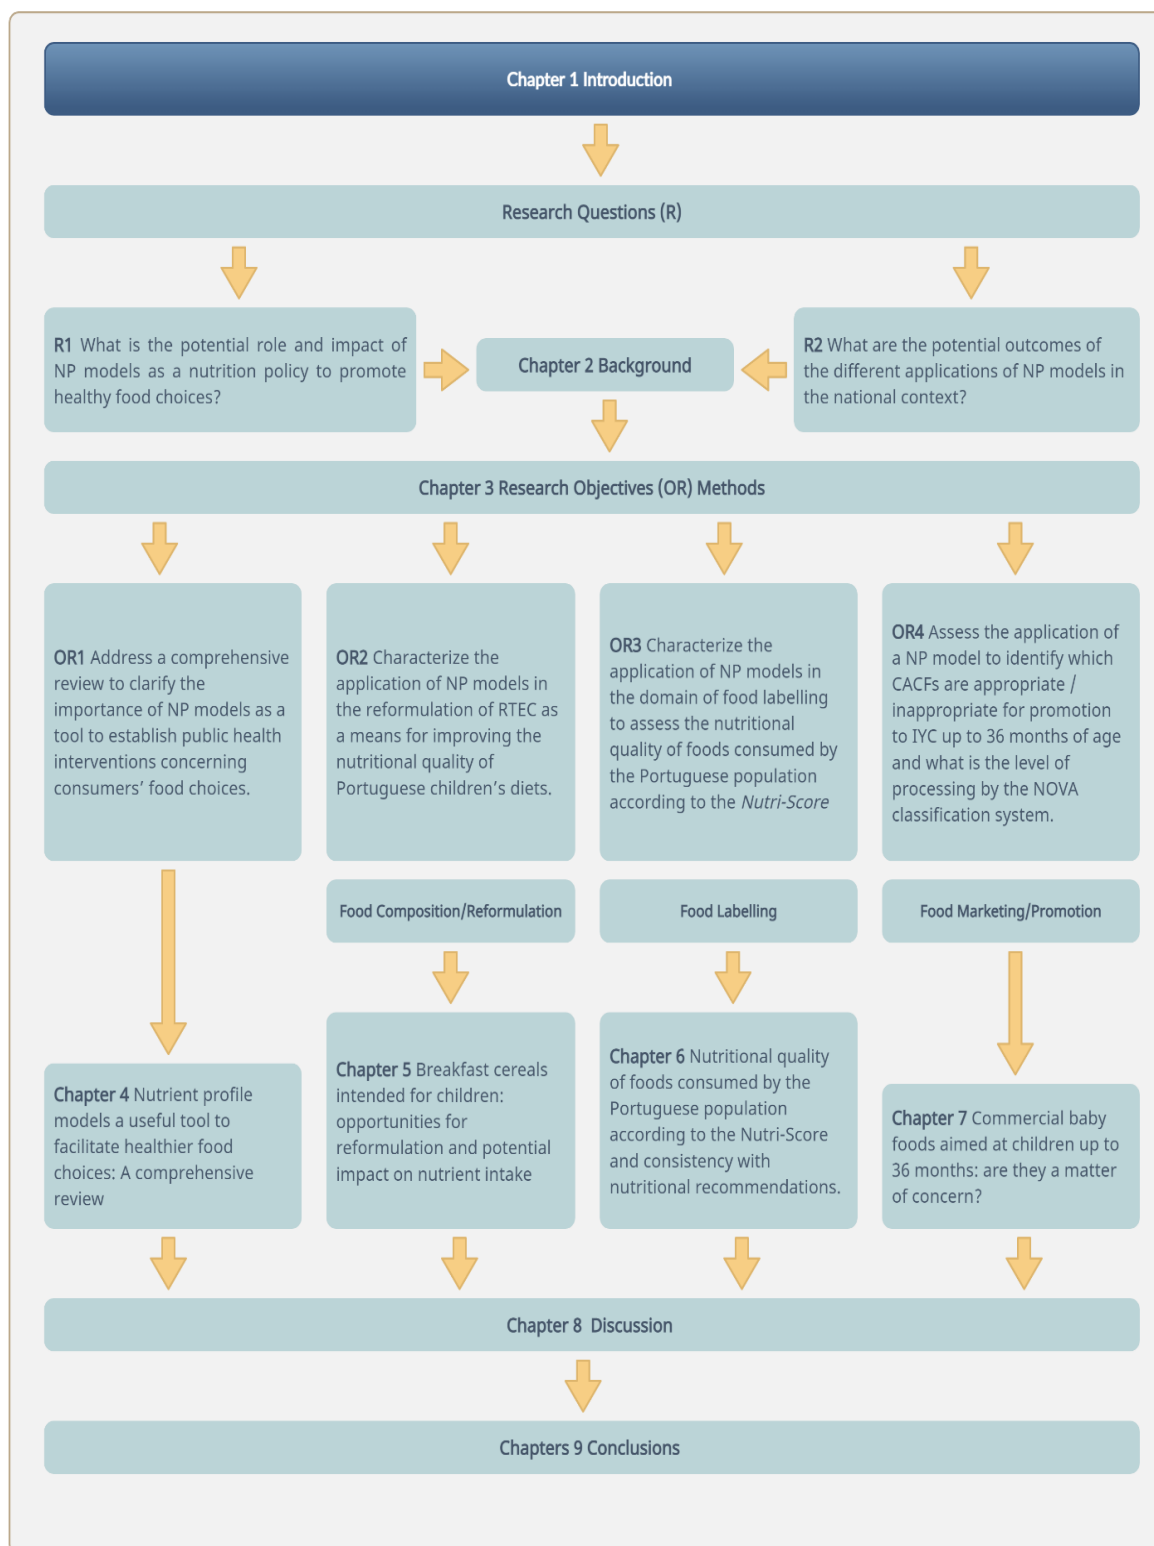 Chapter 1 Introduction
Research Questions (R)
R1 What is the potential role and impact of
NP models as a nutrition policy to promote
healthy food choices?
Chapter 2 Background
R2 What are the potential outcomes of
the different applications of NP models in
the national context?
Chapter 3 Research Objectives (OR) Methods
OR1 Address a comprehensive
review to clarify the
importance of NP models as a
tool to establish public health
interventions concerning
consumers’ food choices.
OR2 Characterize the
application of NP models in
the reformulation of RTEC as
a means for improving the
nutritional quality of
Portuguese children’s diets.
OR3 Characterize the
application of NP models in
the domain of food labelling
to assess the nutritional
quality of foods consumed by
the Portuguese population
according to the Nutri-Score
OR4 Assess the application of
a NP model to identify which
CACFs are appropriate /
inappropriate for promotion
to IYC up to 36 months of age
and what is the level of
processing by the NOVA
classification system.
Food Composition/Reformulation
Food Labelling
Food Marketing/Promotion
Chapter 4 Nutrient profile
models a useful tool to
facilitate healthier food
choices: A comprehensive
review
Chapter 5 Breakfast cereals
intended for children:
opportunities for
reformulation and potential
impact on nutrient intake
Chapter 6 Nutritional quality
of foods consumed by the
Portuguese population
according to the Nutri-Score
and consistency with
nutritional recommendations.
Chapter 7 Commercial baby
foods aimed at children up to
36 months: are they a matter
of concern?
Chapter 8  Discussion
Chapters 9 Conclusions